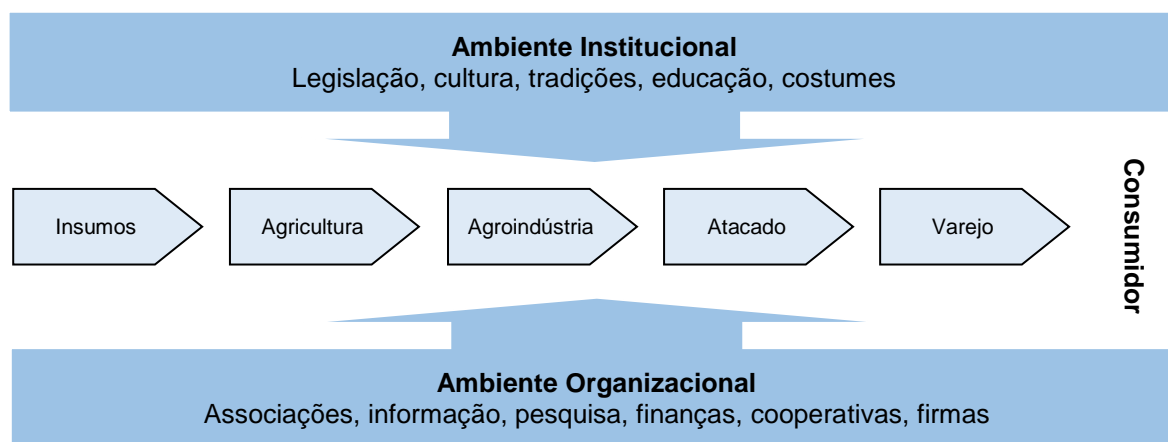 Ambiente Institucional
Legislação, cultura, tradições, educação, costumes
Insumos
Agricultura
Agroindústria
Atacado
Varejo
Consumidor
Ambiente Organizacional
Associações, informação, pesquisa, finanças, cooperativas, firmas